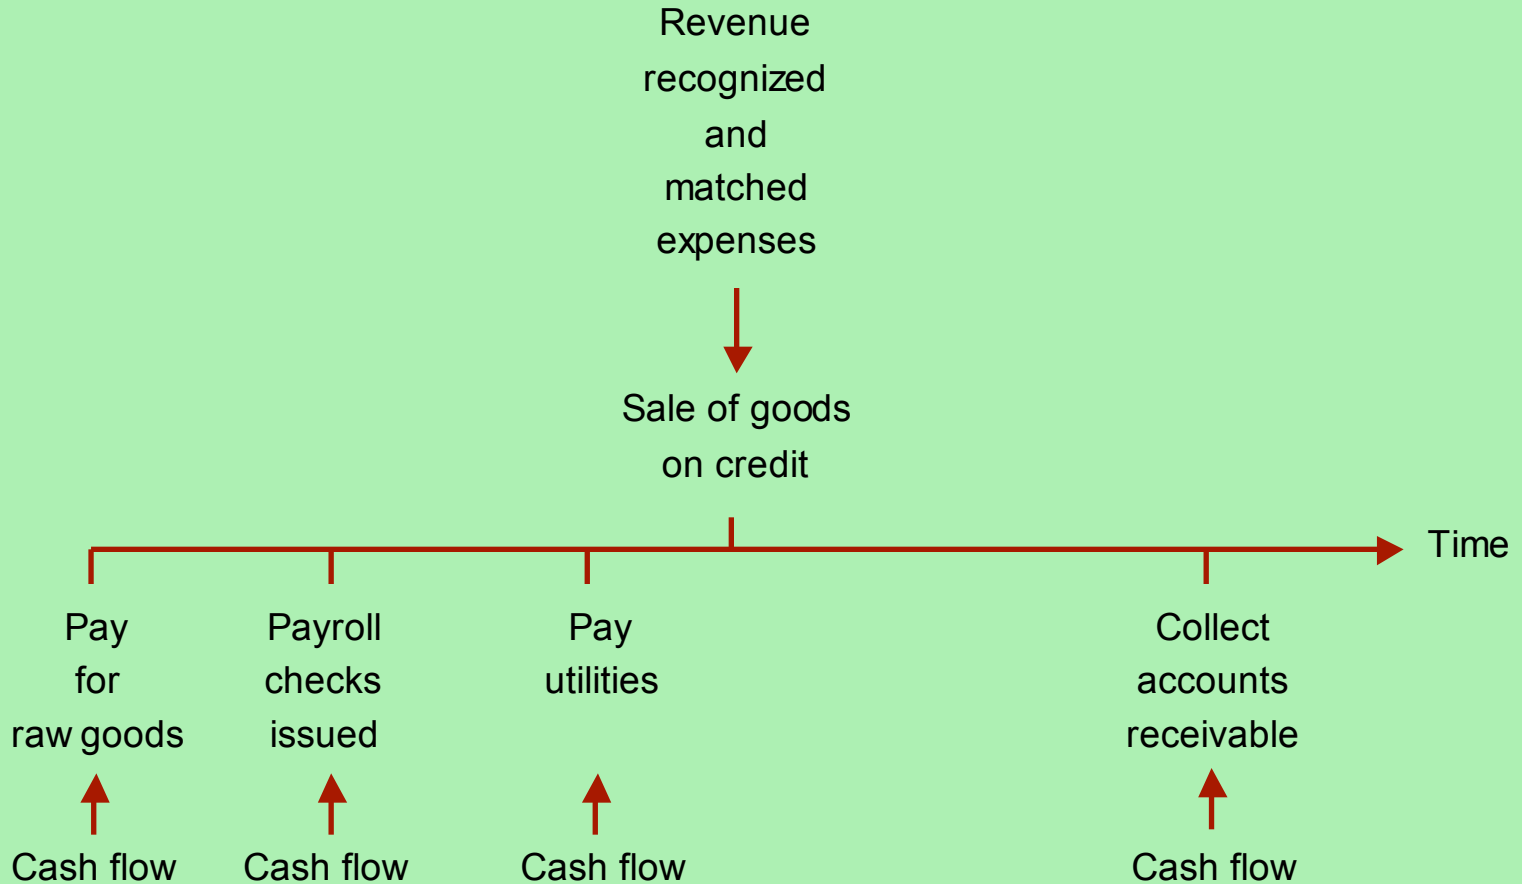 Revenue
recognized
and
matched
expenses
Sale of goods
on credit
Time
Pay
for
raw goods
Payroll
checks
issued
Pay
utilities
Collect
accounts
receivable
Cash flow
Cash flow
Cash flow
Cash flow